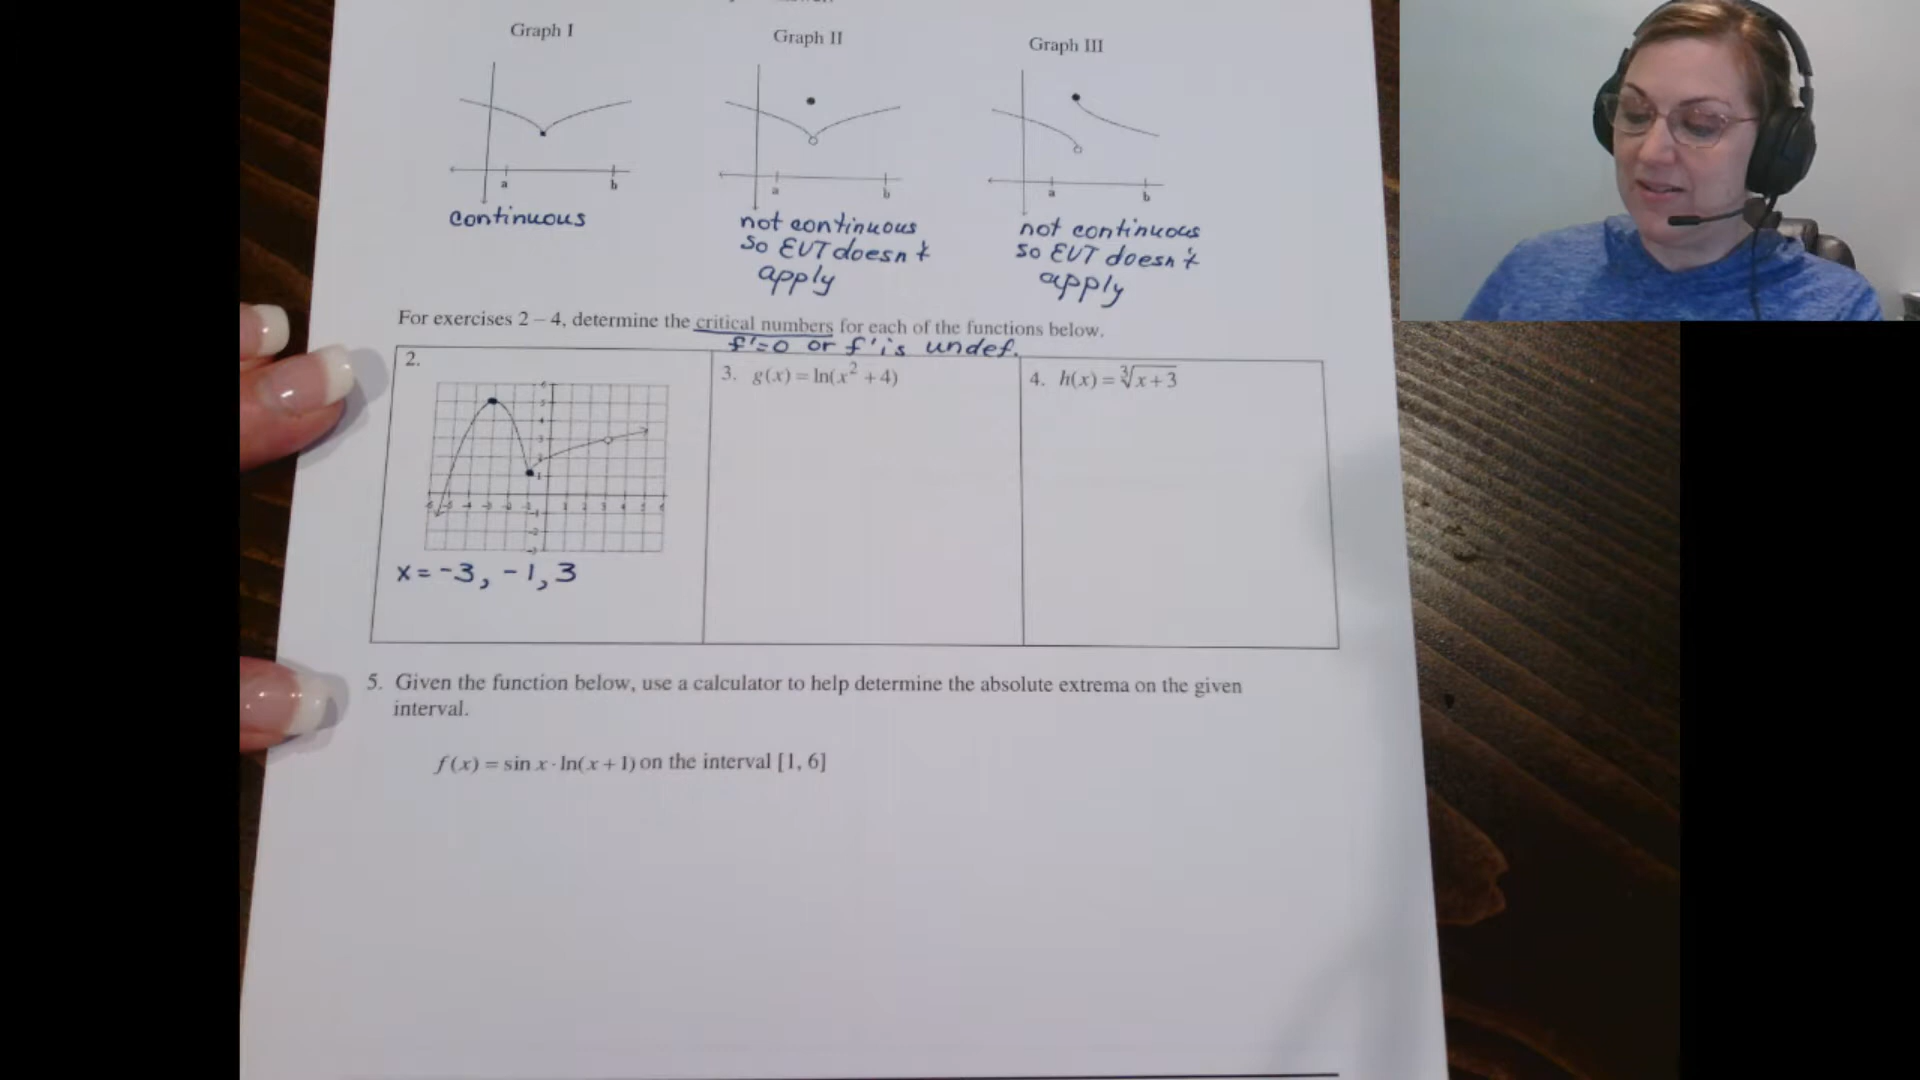 Graph I
Graph II
Graph III
a b
a b
a b
continuous
not continuous
so EVT doesn't
apply
not continuous
so EVT doesn't
apply
For exercises 2 – 4, determine the critical numbers for each of the functions below.
f'=0 or f' is undef.
2.
3. g(x) = ln(x² + 4)
4. h(x) = ∛(x + 3)
x = -3, -1, 3
5. Given the function below, use a calculator to help determine the absolute extrema on the given
interval.
f(x) = sin x · ln(x + 1) on the interval [1, 6]